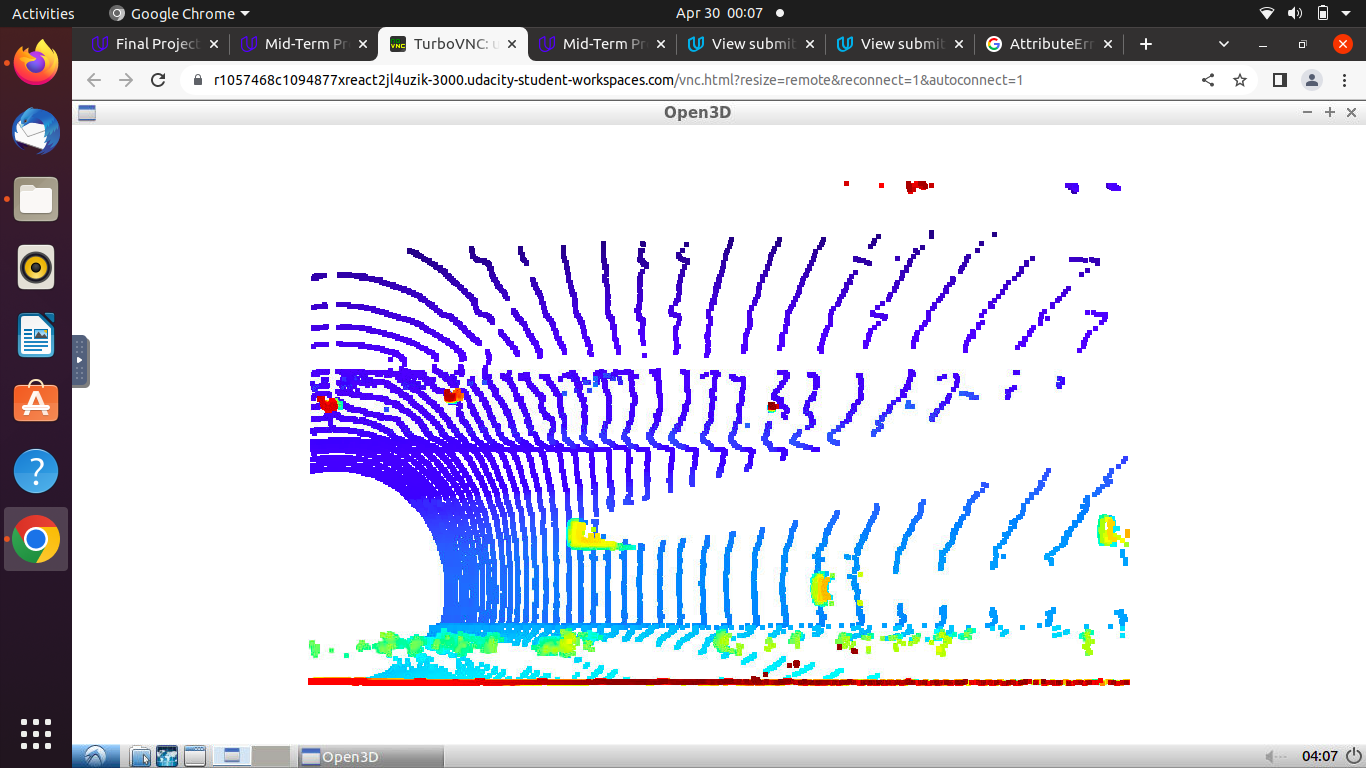 Activities Google Chrome Apr 30 00:07
Final Project Mid-Term Pr TurboVNC: u Mid-Term Pr View submit View submit AttributeErr
r1057468c1094877xreact2jl4uzik-3000.udacity-student-workspaces.com/vnc.html?resize=remote&reconnect=1&autoconnect=1
Open3D
Open3D 04:07